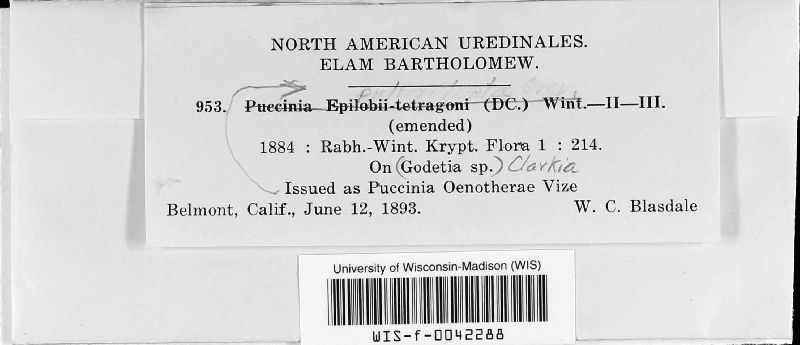 NORTH AMERICAN UREDINALES.
ELAM BARTHOLOMEW.
953. Puccinia Epilobii-tetragoni (DC.) Wint.—II—III.
(emended)
1884 : Rabh.-Wint. Krypt. Flora 1 : 214.
On (Godetia sp.) Clarkia
Issued as Puccinia Oenotherae Vize
Belmont, Calif., June 12, 1893. W. C. Blasdale
University of Wisconsin-Madison (WIS)
WIS-f-0042288